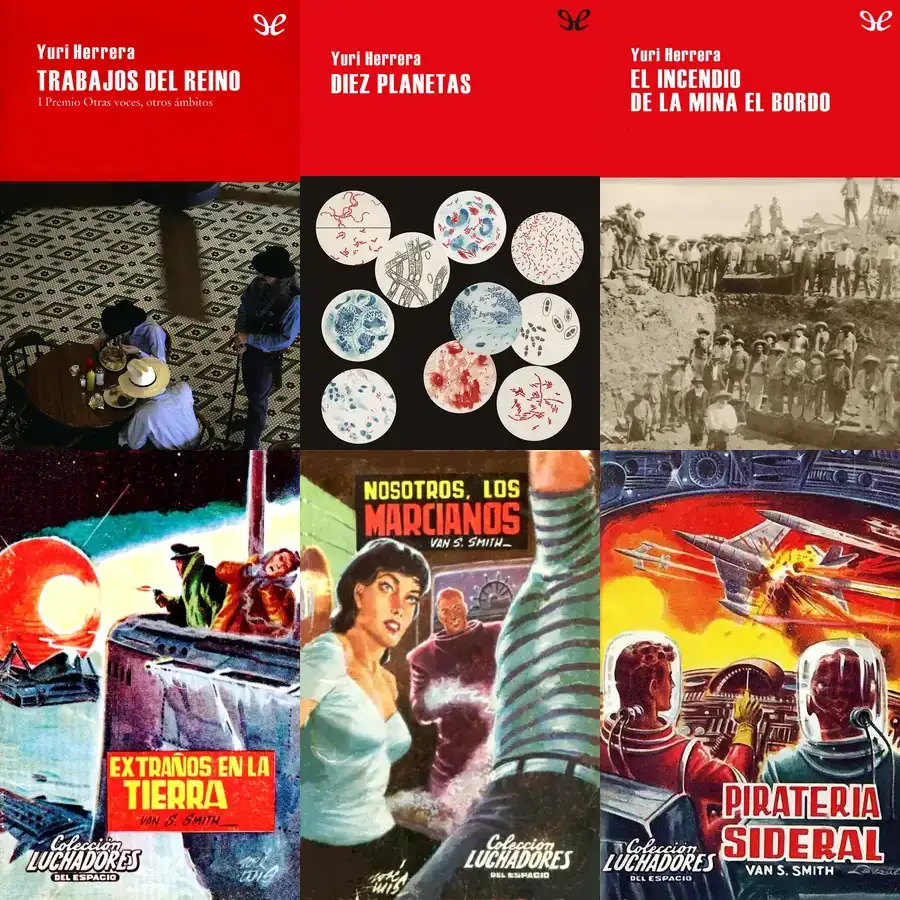 Yuri Herrera
TRABAJOS DEL REINO
I Premio Otras voces, otros ámbitos
Yuri Herrera
DIEZ PLANETAS
Yuri Herrera
EL INCENDIO
DE LA MINA EL BORDO
EXTRAÑOS EN LA
TIERRA
VAN S. SMITH
Colección
LUCHADORES
DEL ESPACIO
NOSOTROS, LOS
MARCIANOS
VAN S. SMITH
Colección
LUCHADORES
DEL ESPACIO
PIRATERIA
SIDERAL
VAN S. SMITH
Colección
LUCHADORES
DEL ESPACIO